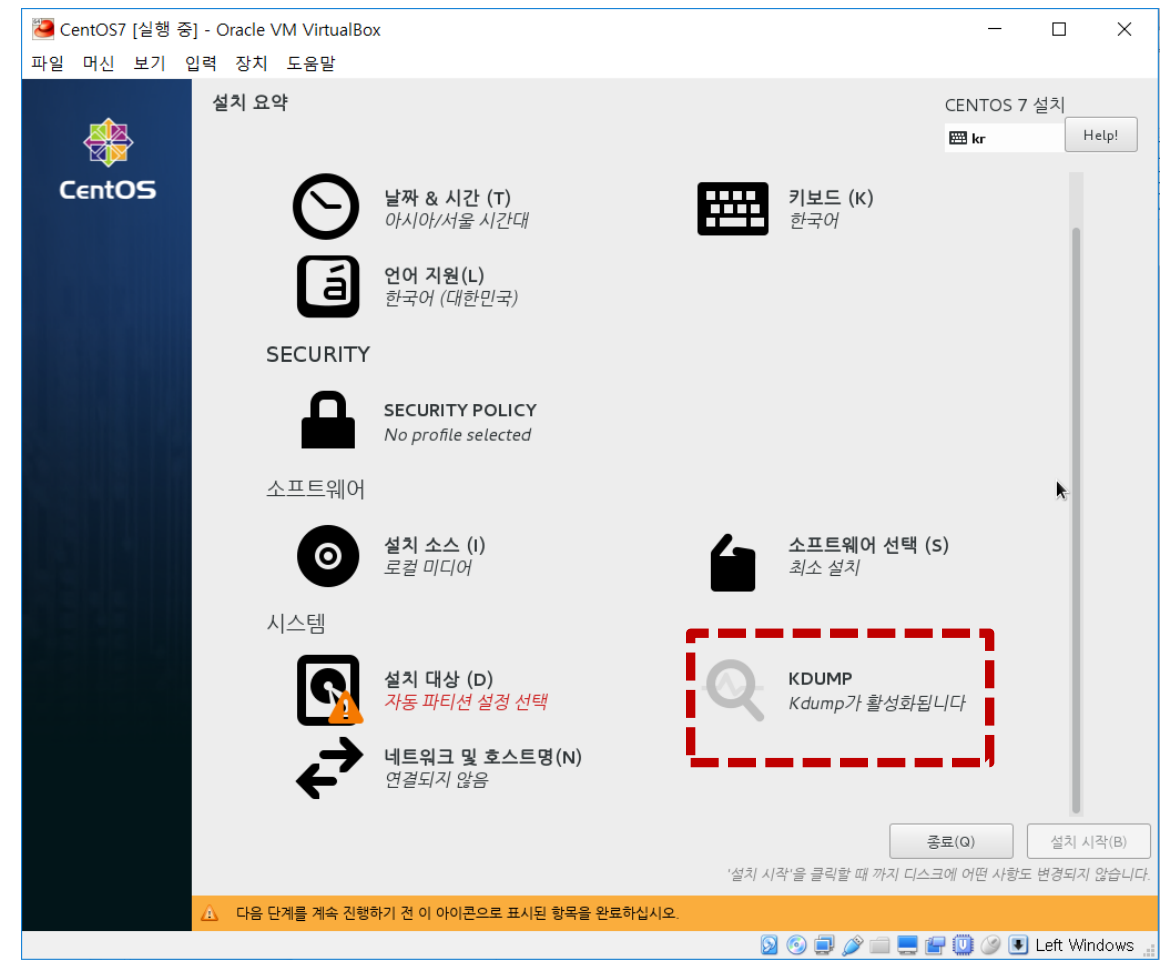 CentOS7 [실행 중] - Oracle VM VirtualBox
파일 머신 보기 입력 장치 도움말
설치 요약
CENTOS 7 설치
kr
Help!
CentOS
날짜 & 시간 (T)
아시아/서울 시간대
키보드 (K)
한국어
언어 지원(L)
한국어 (대한민국)
SECURITY
SECURITY POLICY
No profile selected
소프트웨어
설치 소스 (I)
로컬 미디어
소프트웨어 선택 (S)
최소 설치
시스템
설치 대상 (D)
자동 파티션 설정 선택
KDUMP
Kdump가 활성화됩니다
네트워크 및 호스트명(N)
연결되지 않음
종료(Q)
설치 시작(B)
'설치 시작'을 클릭할 때 까지 디스크에 어떤 사항도 변경되지 않습니다.
다음 단계를 계속 진행하기 전 이 아이콘으로 표시된 항목을 완료하십시오.
Left Windows